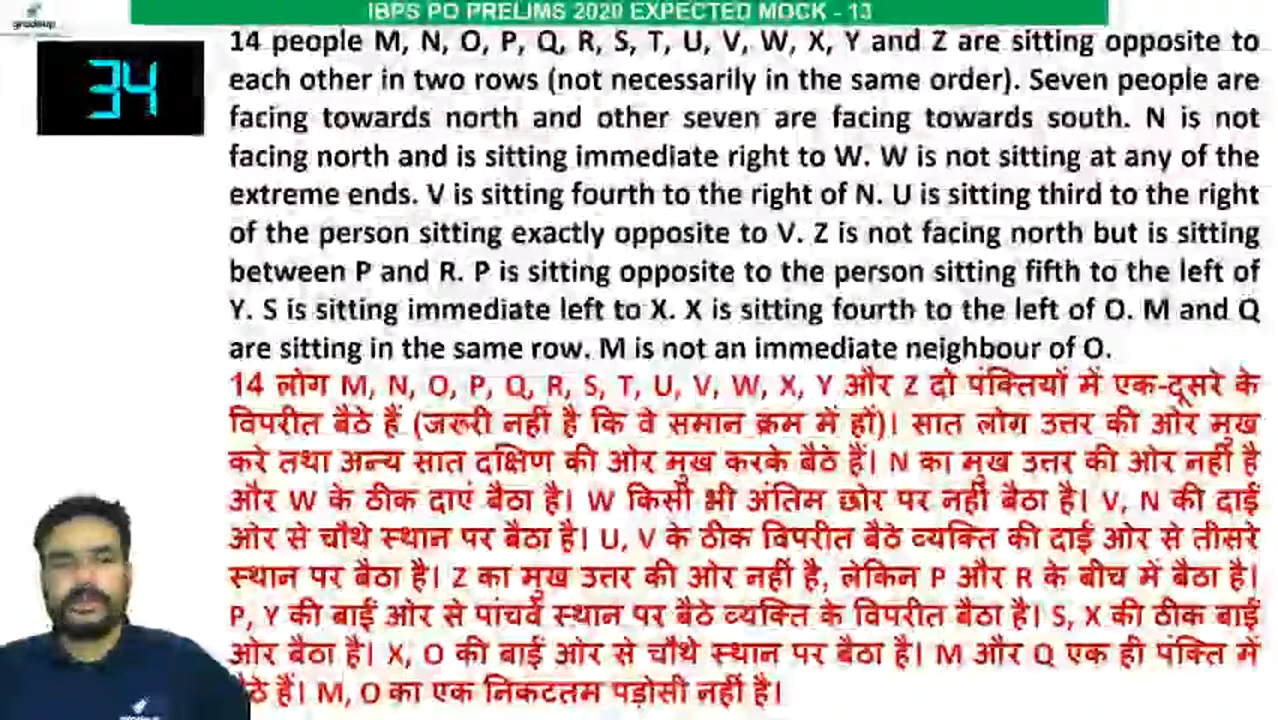 IBPS PO PRELIMS 2020 EXPECTED MOCK - 13
gradeup
34
14 people M, N, O, P, Q, R, S, T, U, V, W, X, Y and Z are sitting opposite to
each other in two rows (not necessarily in the same order). Seven people are
facing towards north and other seven are facing towards south. N is not
facing north and is sitting immediate right to W. W is not sitting at any of the
extreme ends. V is sitting fourth to the right of N. U is sitting third to the right
of the person sitting exactly opposite to V. Z is not facing north but is sitting
between P and R. P is sitting opposite to the person sitting fifth to the left of
Y. S is sitting immediate left to X. X is sitting fourth to the left of O. M and Q
are sitting in the same row. M is not an immediate neighbour of O.
14 लोग M, N, O, P, Q, R, S, T, U, V, W, X, Y और Z दो पंक्तियों में एक-दूसरे के
विपरीत बैठे हैं (जरूरी नहीं है कि वे समान क्रम में हों)। सात लोग उत्तर की ओर मुख
करे तथा अन्य सात दक्षिण की ओर मुख करके बैठे हैं। N का मुख उत्तर की ओर नहीं है
और W के ठीक दाएं बैठा है। W किसी भी अंतिम छोर पर नहीं बैठा है। V, N की दाईं
ओर से चौथे स्थान पर बैठा है। U, V के ठीक विपरीत बैठे व्यक्ति की दाईं ओर से तीसरे
स्थान पर बैठा है। Z का मुख उत्तर की ओर नहीं है, लेकिन P और R के बीच में बैठा है।
P, Y की बाईं ओर से पांचवें स्थान पर बैठे व्यक्ति के विपरीत बैठा है। S, X की ठीक बाईं
ओर बैठा है। X, O की बाईं ओर से चौथे स्थान पर बैठा है। M और Q एक ही पंक्ति में
बैठे हैं। M, O का एक निकटतम पड़ोसी नहीं है।
gradeup